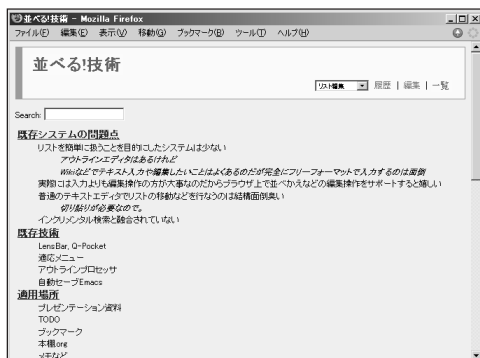 並べる!技術 - Mozilla Firefox
ファイル(F) 編集(E) 表示(V) 移動(G) ブックマーク(B) ツール(T) ヘルプ(H)
並べる!技術
リスト編集 履歴 | 編集 | 一覧
Search:
既存システムの問題点
リストを簡単に扱うことを目的にしたシステムは少ない
アウトラインエディタはあるけれど
Wikiなどでテキスト入力や編集したいことはよくあるのだが完全にフリーフォーマットで入力するのは面倒
実際には入力よりも編集操作の方が大事なのだからブラウザ上で並べかえなどの編集操作をサポートすると嬉しい
普通のテキストエディタでリストの移動などを行なうのは結構面倒臭い
切り貼りが必要なので。
インクリメンタル検索と融合されていない
既存技術
LensBar, Q-Pocket
適応メニュー
アウトラインプロセッサ
自動セーブEmacs
適用場所
プレゼンテーション資料
TODO
ブックマーク
本棚org
メモなど